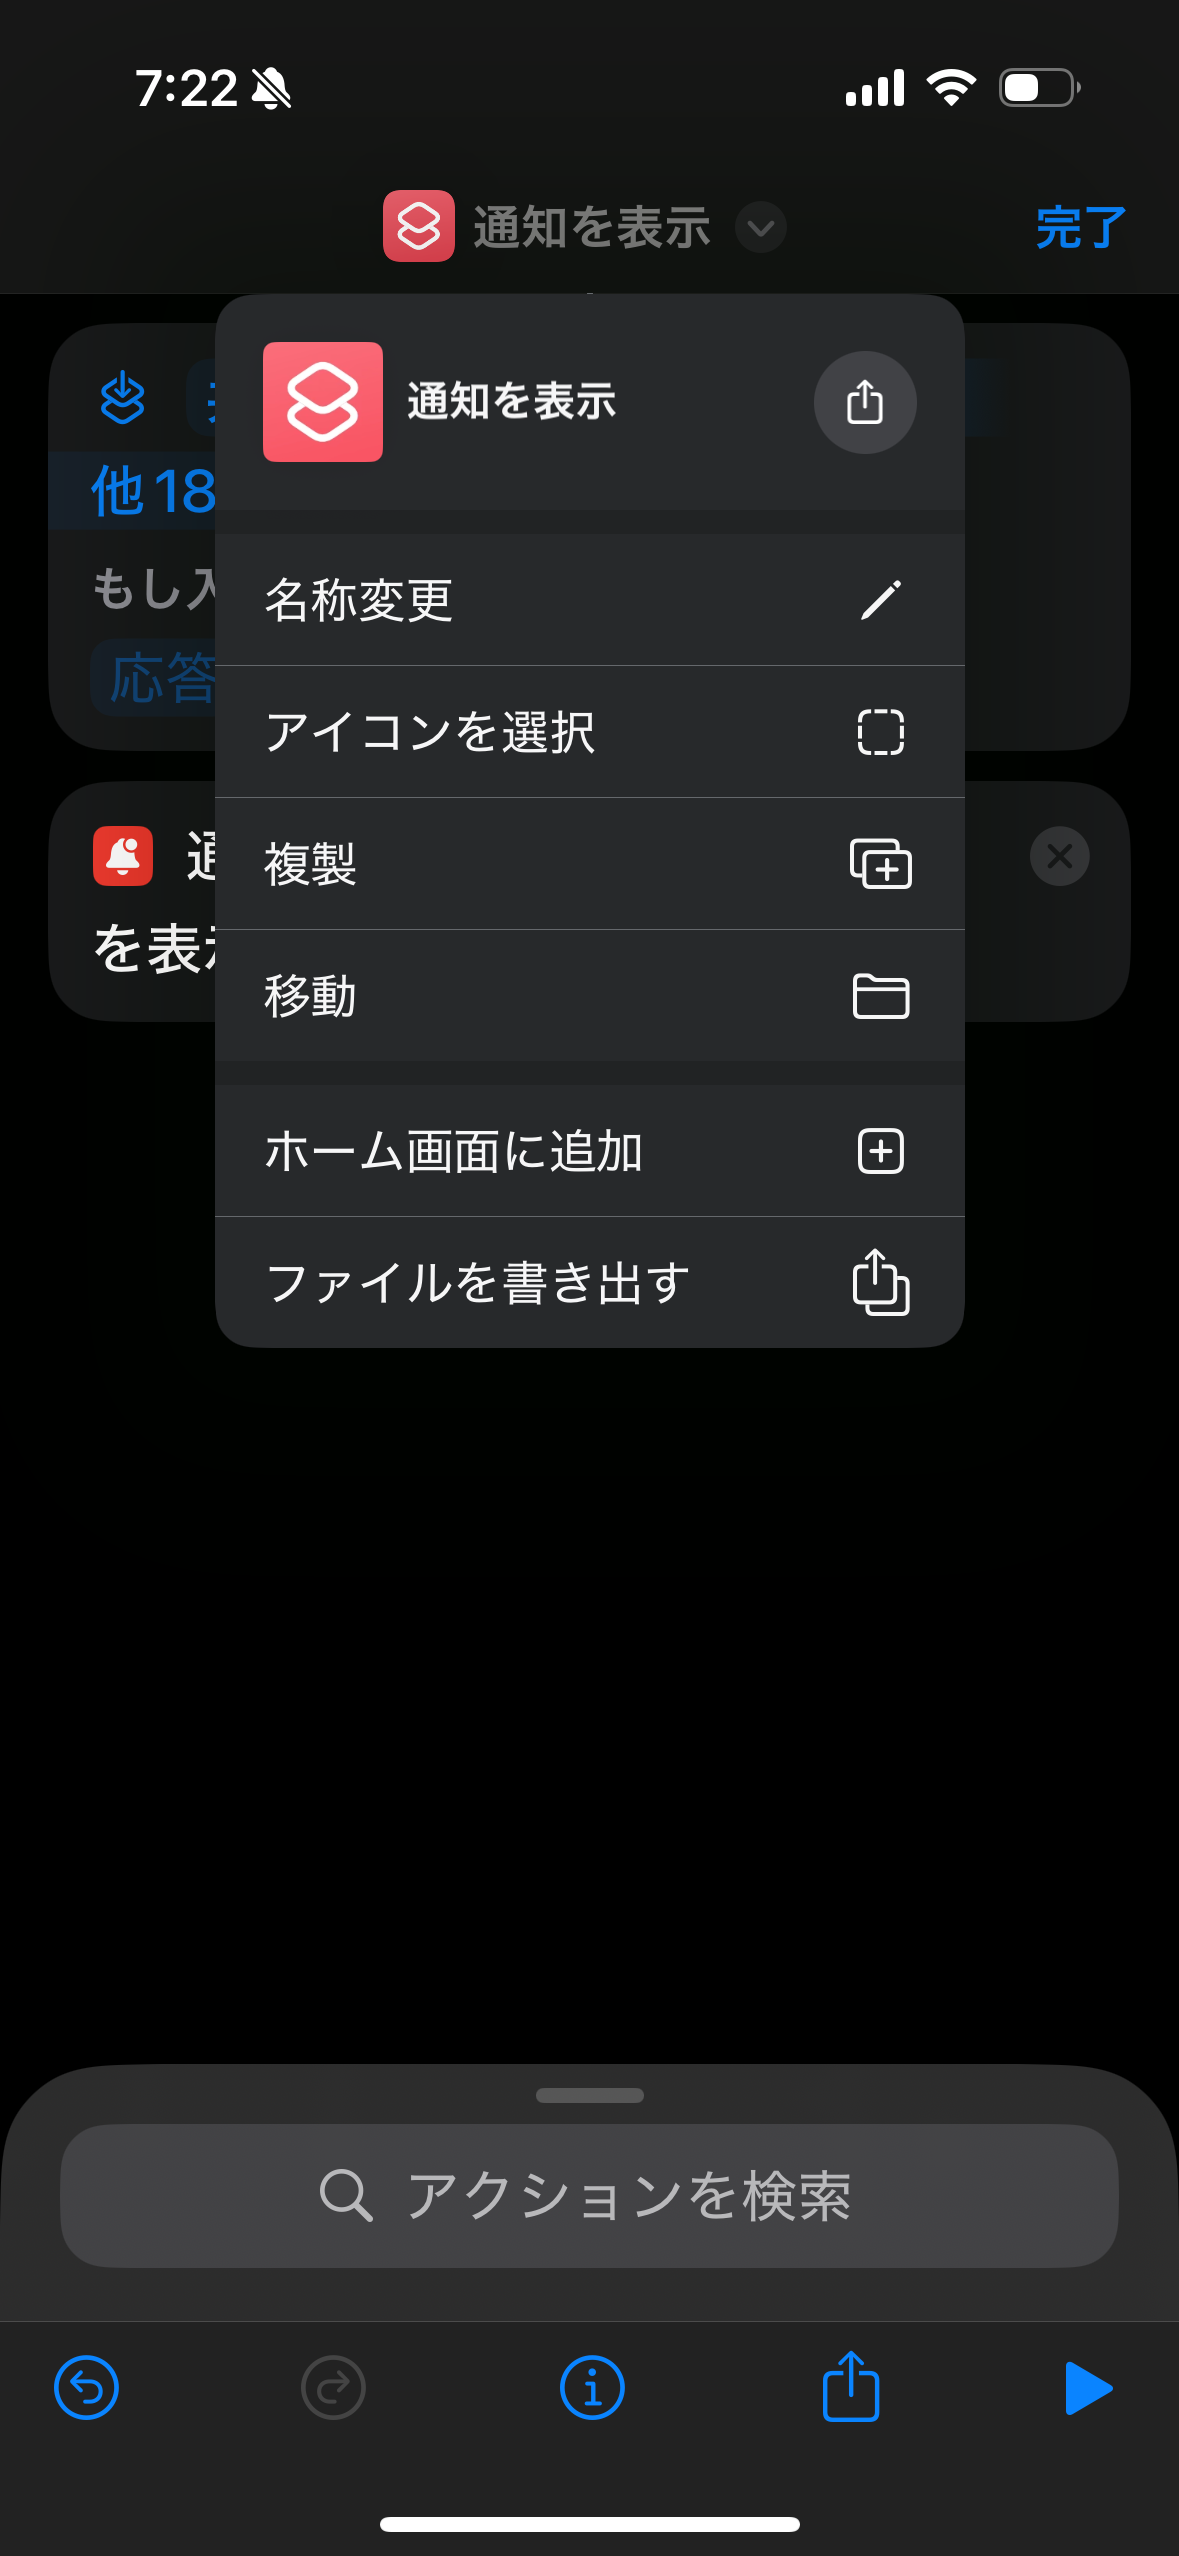 7:22
通知を表示
完了
通知を表示
他 18
もし
応答
名称変更
アイコンを選択
通
複製
を表示
移動
ホーム画面に追加
ファイルを書き出す
アクションを検索